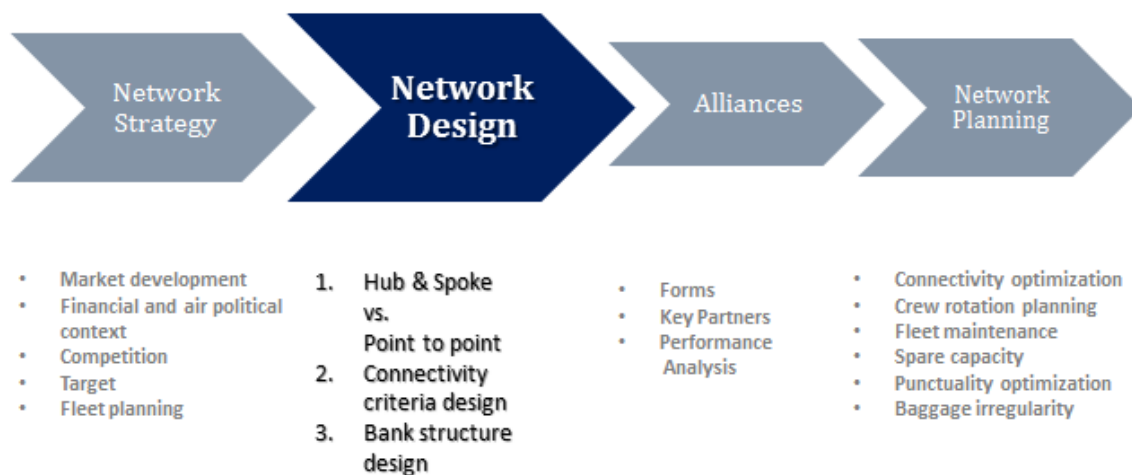 Network
Strategy
Network
Design
Alliances
Network
Planning
• Market development
• Financial and air political
context
• Competition
• Target
• Fleet planning
1. Hub & Spoke
vs.
Point to point
2. Connectivity
criteria design
3. Bank structure
design
• Forms
• Key Partners
• Performance
Analysis
• Connectivity optimization
• Crew rotation planning
• Fleet maintenance
• Spare capacity
• Punctuality optimization
• Baggage irregularity